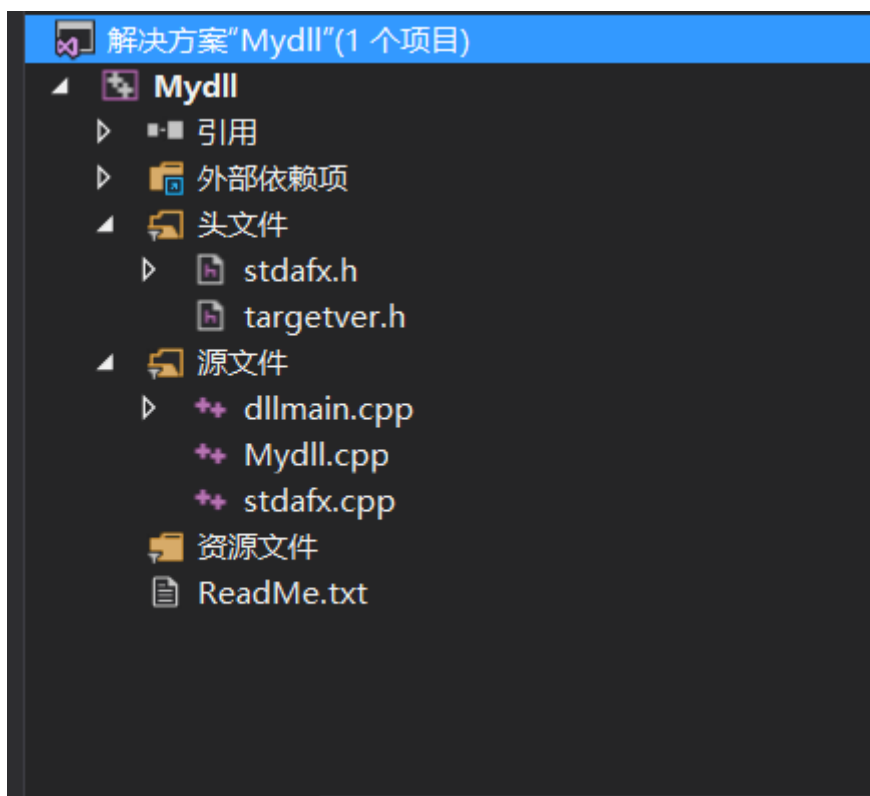 解决方案"Mydll"(1 个项目)
Mydll
引用
外部依赖项
头文件
stdafx.h
targetver.h
源文件
dllmain.cpp
Mydll.cpp
stdafx.cpp
资源文件
ReadMe.txt